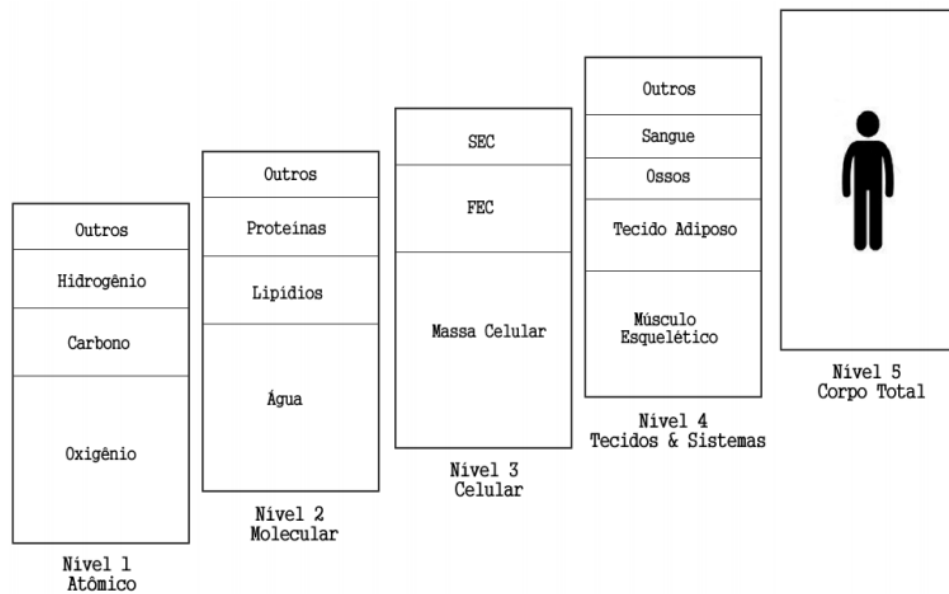 Outros
Hidrogênio
Carbono
Oxigênio
Nível 1
Atômico
Outros
Proteínas
Lipídios
Água
Nível 2
Molecular
SEC
FEC
Massa Celular
Nível 3
Celular
Outros
Sangue
Ossos
Tecido Adiposo
Músculo
Esquelético
Nível 4
Tecidos & Sistemas
Nível 5
Corpo Total